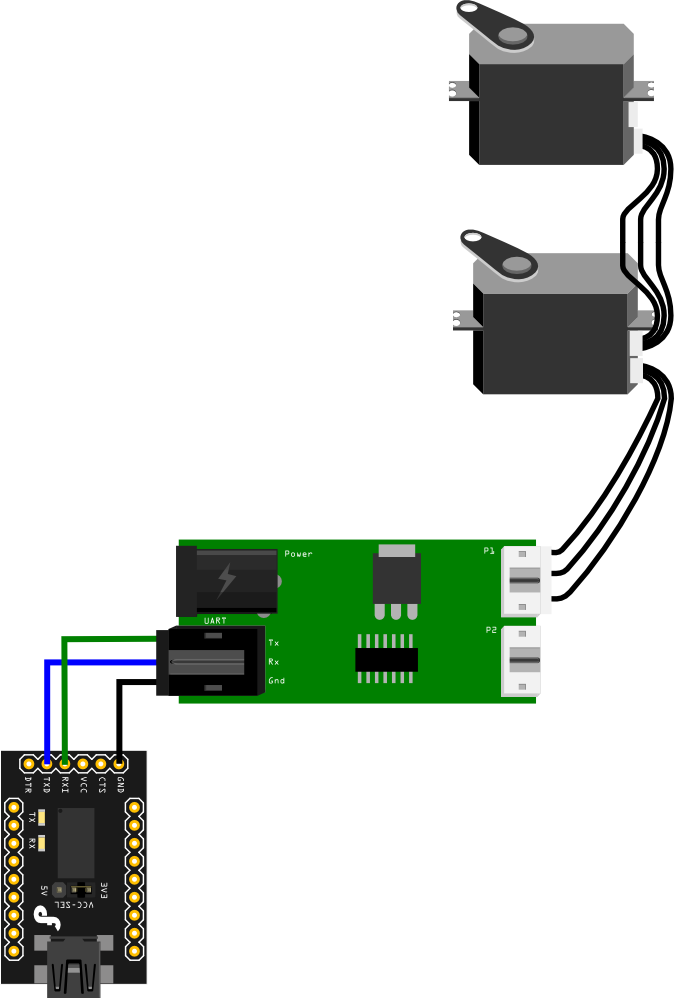 Power
P1
UART
P2
Tx
Rx
Gnd
DTR
TXD
RXI
VCC
CTS
GND
TX
RX
5V
3V3
VCC-SEL